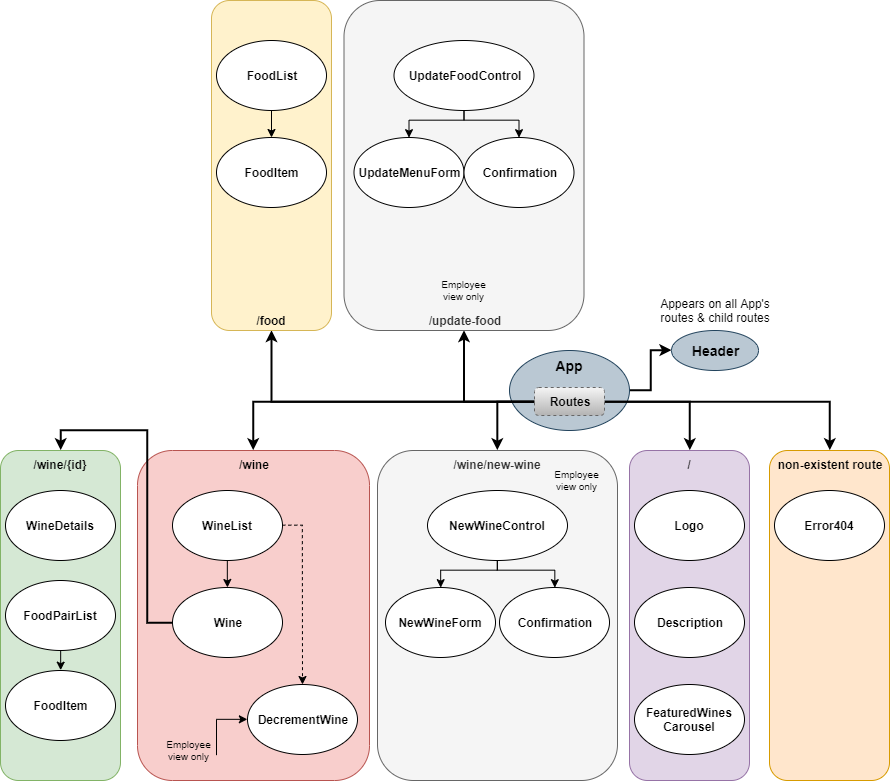 FoodList
FoodItem
/food
UpdateFoodControl
UpdateMenuForm
Confirmation
Employee
view only
/update-food
Appears on all App's
routes & child routes
Header
App
Routes
/wine/{id}
WineDetails
FoodPairList
FoodItem
/wine
WineList
Wine
DecrementWine
Employee
view only
/wine/new-wine
Employee
view only
NewWineControl
NewWineForm
Confirmation
/
Logo
Description
FeaturedWines
Carousel
non-existent route
Error404